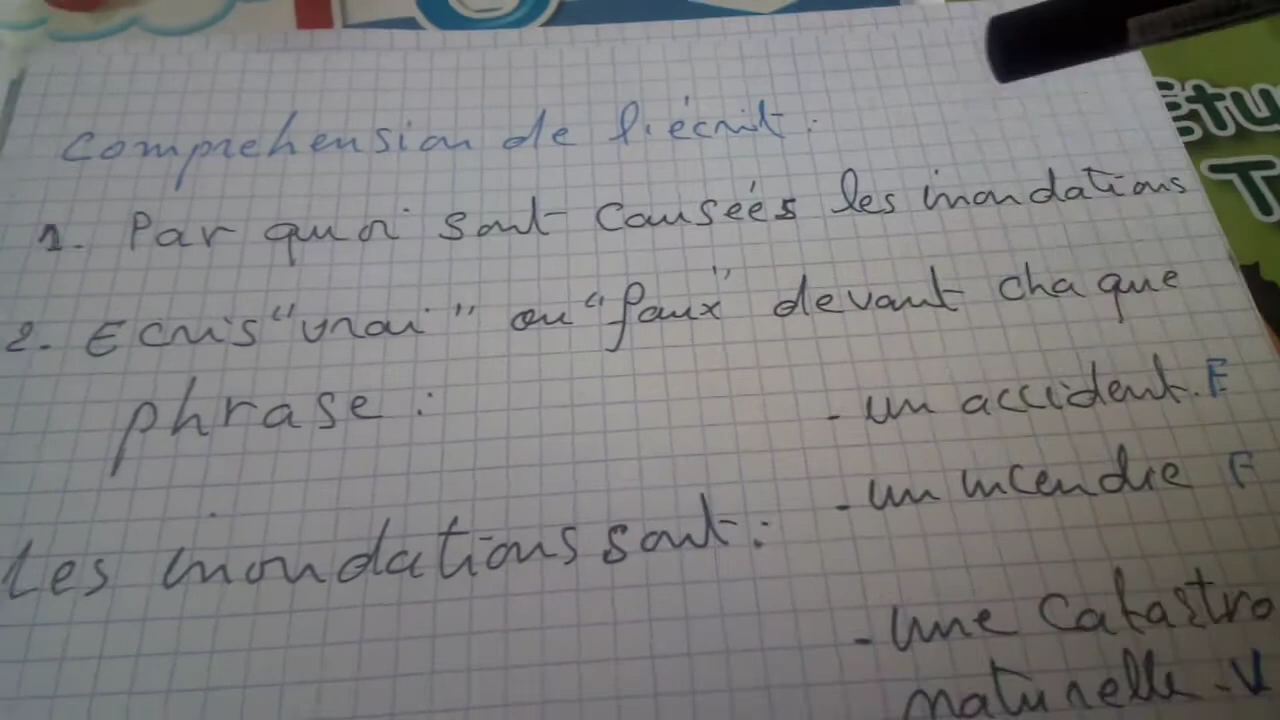 comprehension de l'écrit:
1. Par quoi sont causées les inondations
2. Ecris "vrai" ou "faux" devant chaque
phrase:
- un accident. F
- un incendie F
Les inondations sont:
- une catastro
naturelle - V
Étu
T